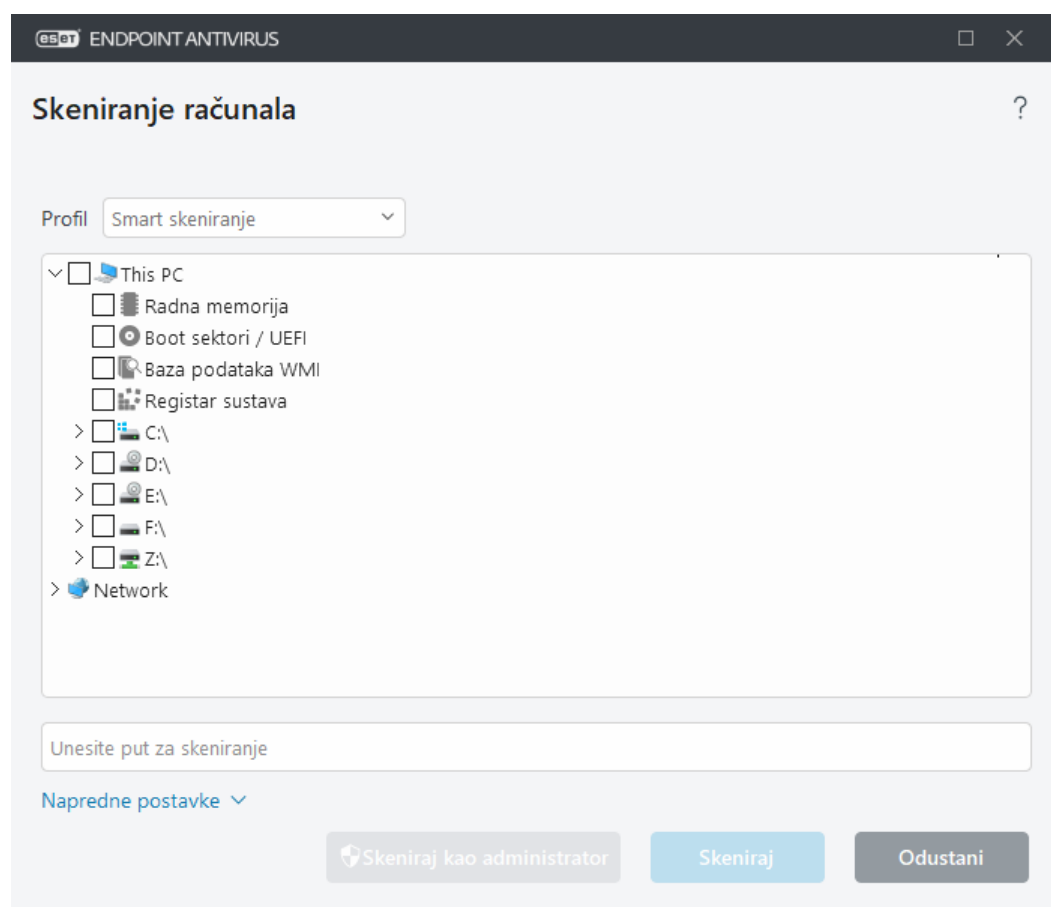 eset ENDPOINT ANTIVIRUS
Skeniranje računala
?
Profil Smart skeniranje
This PC
Radna memorija
Boot sektori / UEFI
Baza podataka WMI
Registar sustava
C:\
D:\
E:\
F:\
Z:\
Network
Unesite put za skeniranje
Napredne postavke
Skeniraj kao administrator Skeniraj Odustani